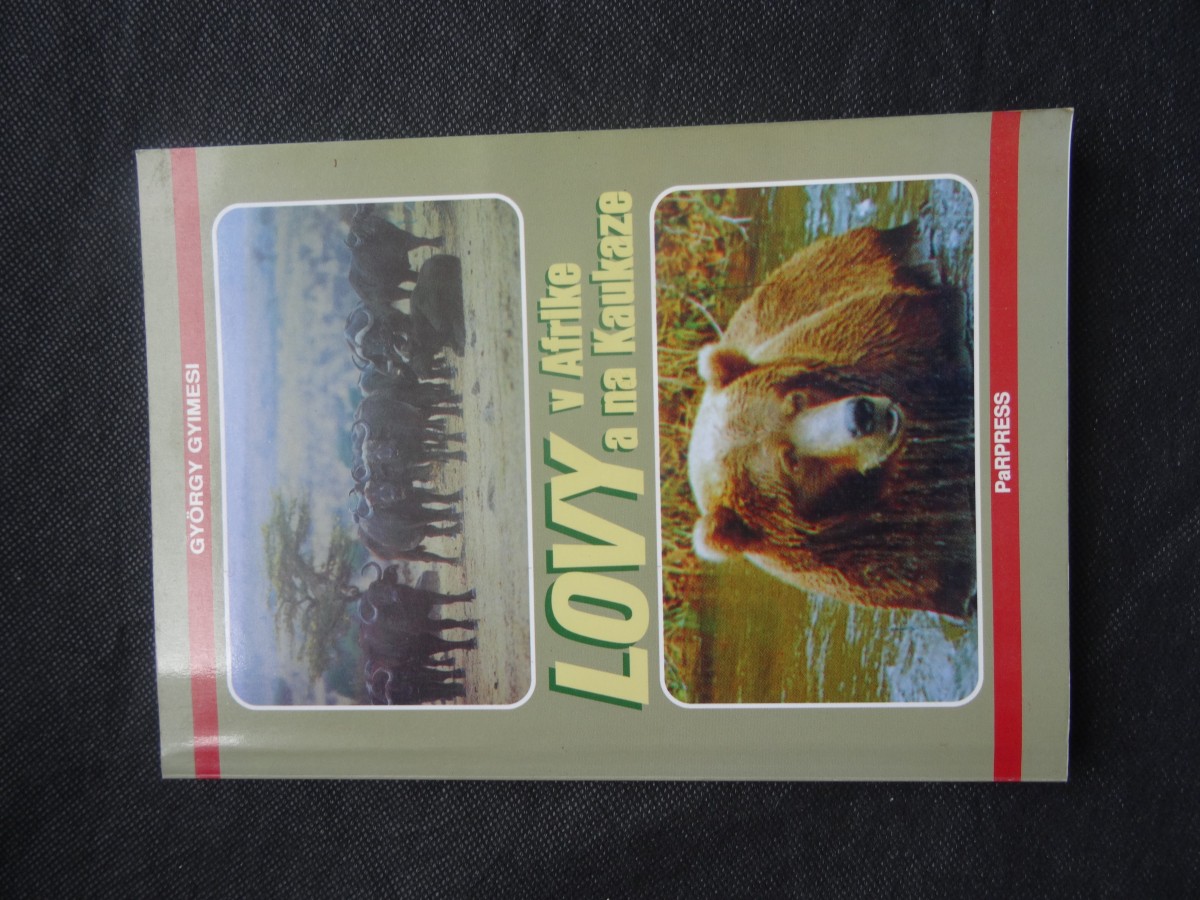 GYÖRGY GYIMESI
LOVY v Afrike
a na Kaukaze
PaRPRESS